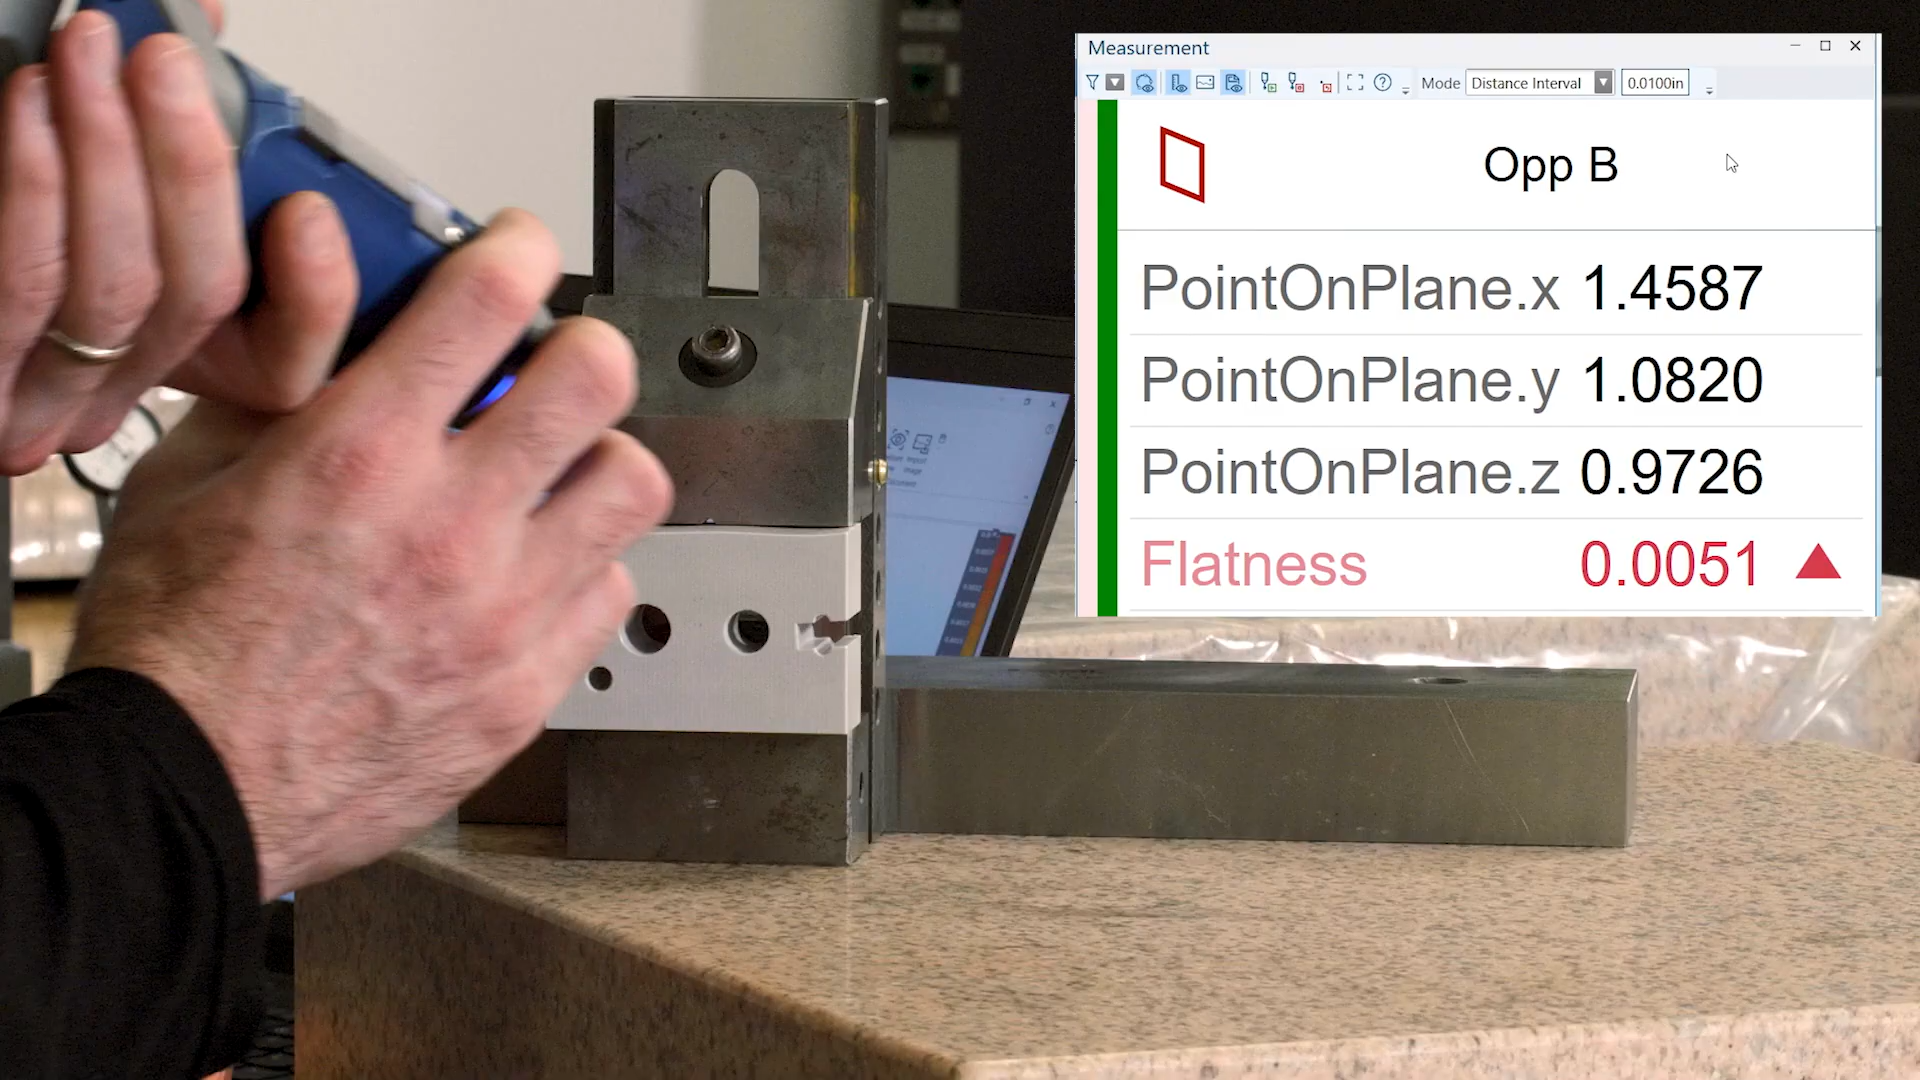 Measurement
Mode Distance Interval 0.0100in
Opp B
PointOnPlane.x 1.4587
PointOnPlane.y 1.0820
PointOnPlane.z 0.9726
Flatness 0.0051